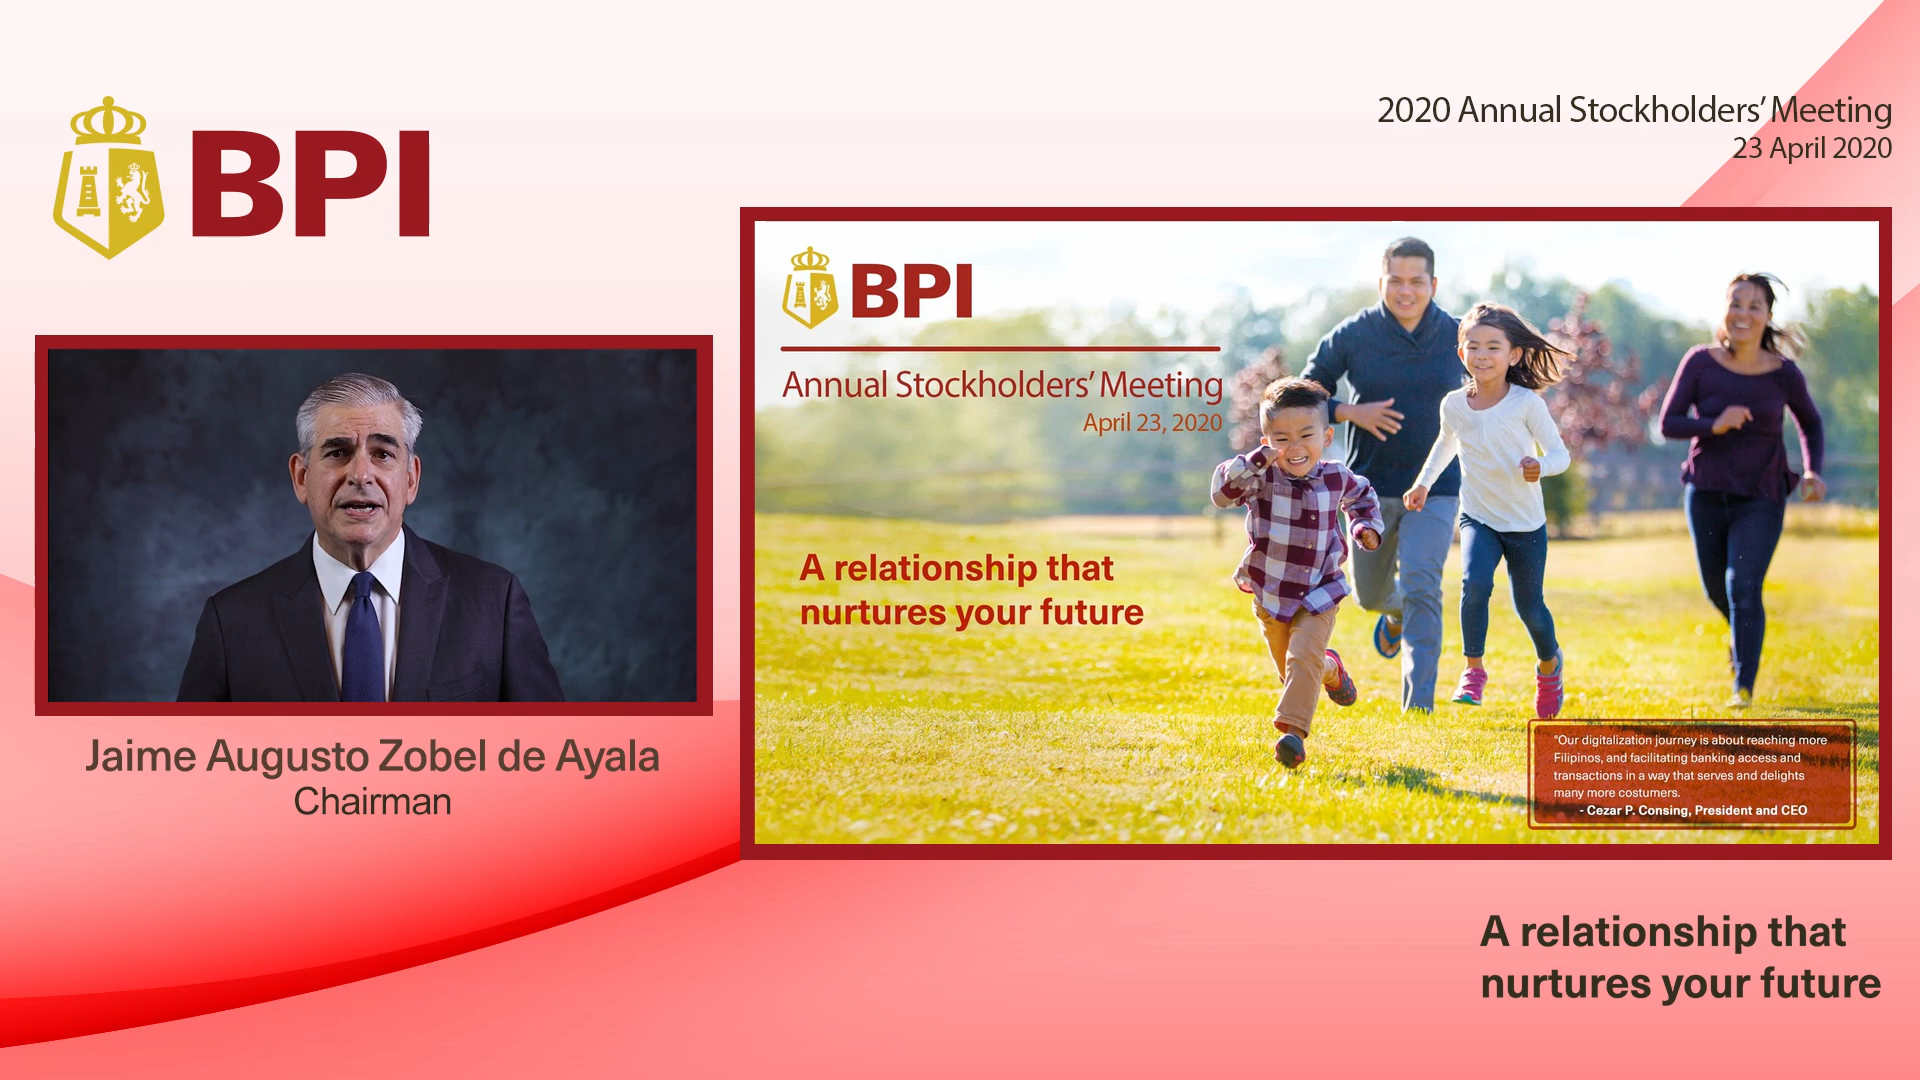 BPI
2020 Annual Stockholders' Meeting
23 April 2020
Jaime Augusto Zobel de Ayala
Chairman
BPI
Annual Stockholders' Meeting
April 23, 2020
A relationship that
nurtures your future
"Our digitalization journey is about reaching more
Filipinos, and facilitating banking access and
transactions in a way that serves and delights
many more costumers.
- Cezar P. Consing, President and CEO
A relationship that
nurtures your future